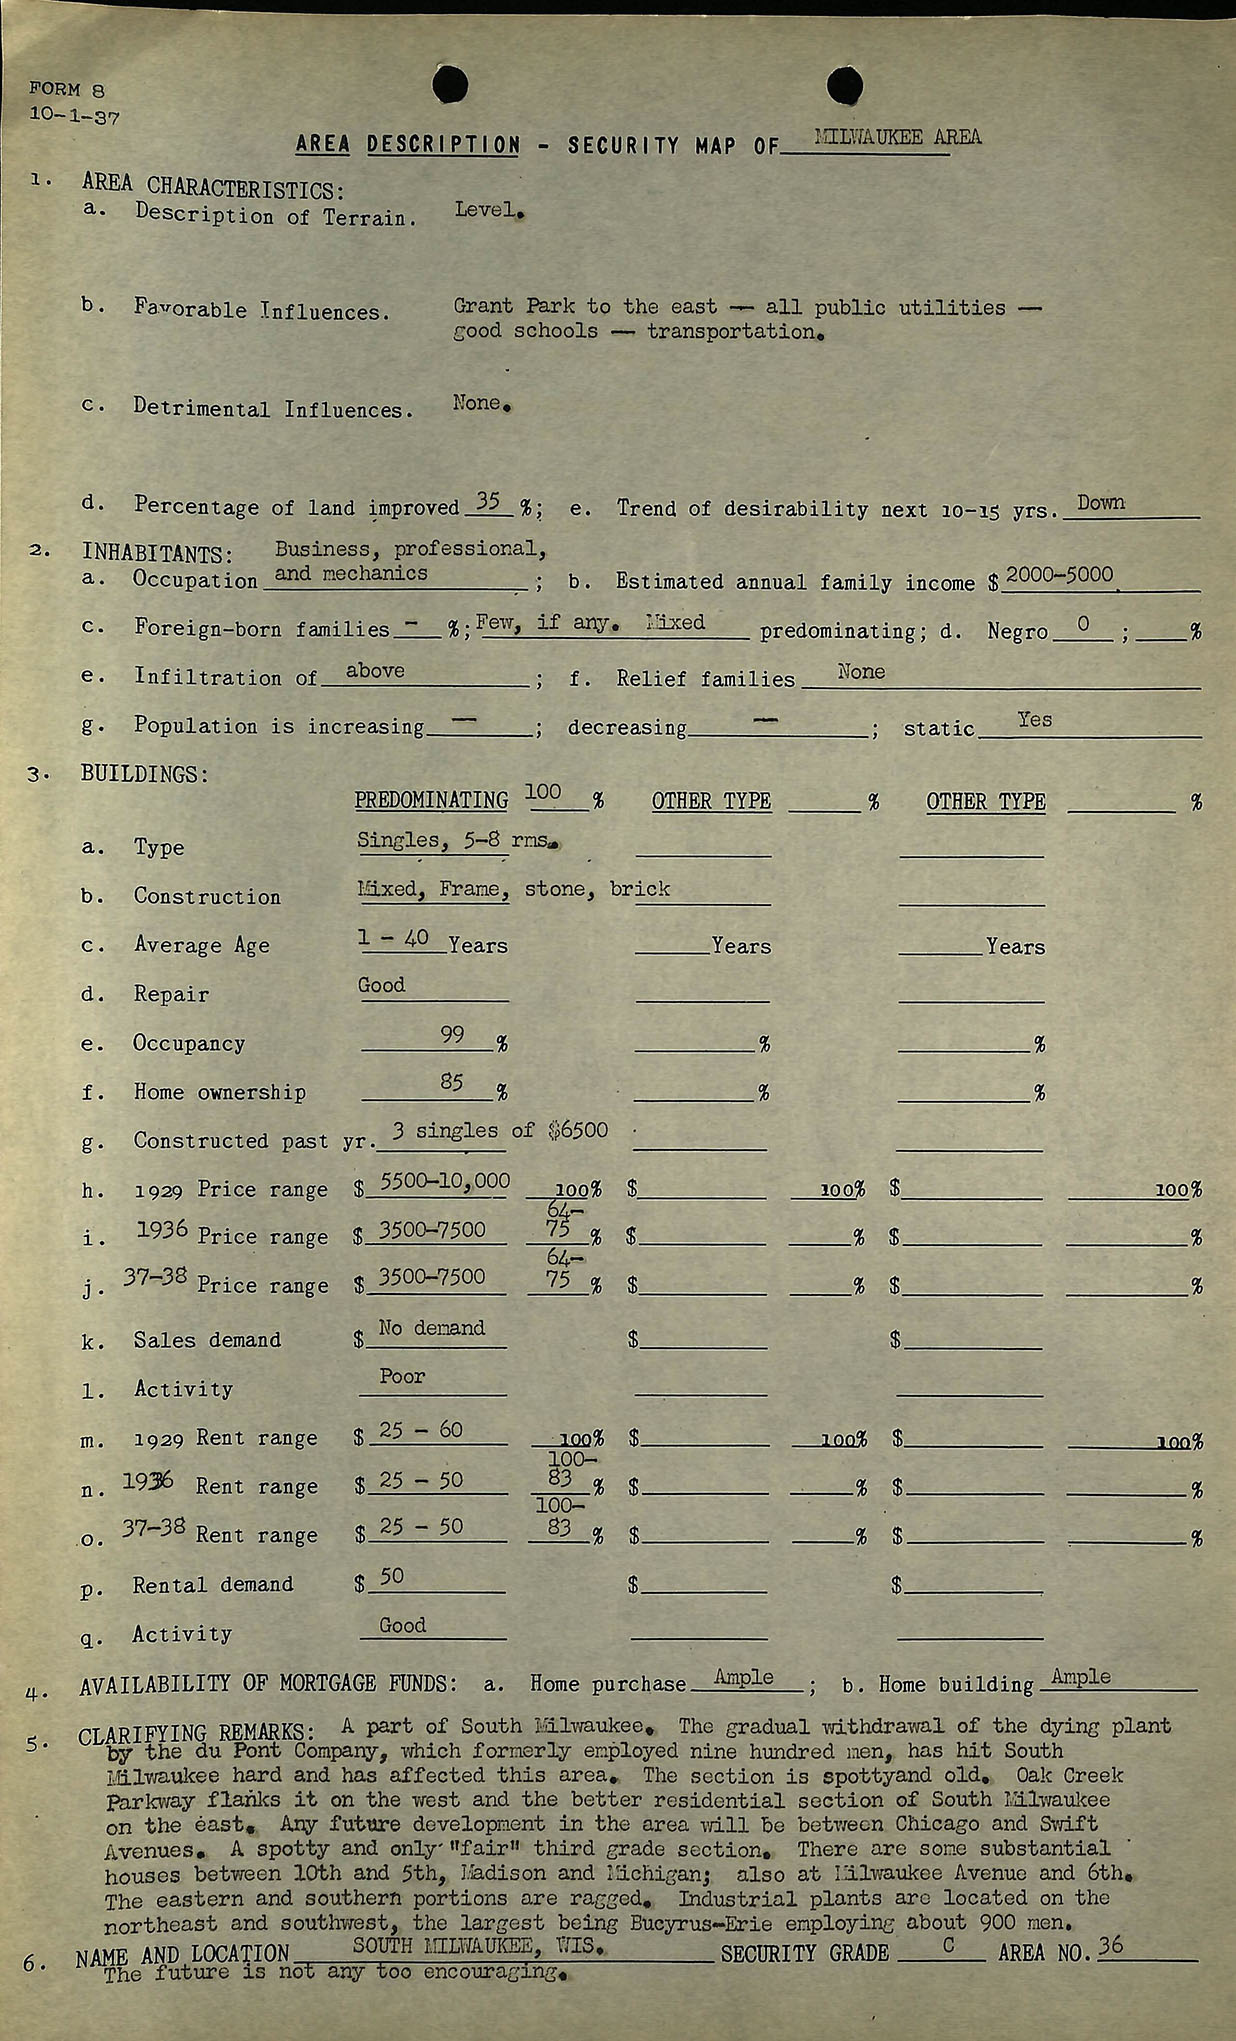 FORM 8
10-1-37
AREA DESCRIPTION - SECURITY MAP OF MILWAUKEE AREA
1. AREA CHARACTERISTICS:
a. Description of Terrain. Level.
b. Favorable Influences. Grant Park to the east — all public utilities —
good schools — transportation.
c. Detrimental Influences. None.
d. Percentage of land improved 35 %; e. Trend of desirability next 10-15 yrs. Down
2. INHABITANTS: Business, professional,
a. Occupation and mechanics ; b. Estimated annual family income $ 2000-5000
c. Foreign-born families - %; Few, if any. Mixed predominating; d. Negro 0 ; %
e. Infiltration of above ; f. Relief families None
g. Population is increasing — ; decreasing — ; static Yes
3. BUILDINGS:
PREDOMINATING 100 % OTHER TYPE % OTHER TYPE %
a. Type Singles, 5-8 rms.
b. Construction Mixed, Frame, stone, brick
c. Average Age 1 - 40 Years Years Years
d. Repair Good
e. Occupancy 99 % % %
f. Home ownership 85 % % %
g. Constructed past yr. 3 singles of $6500
h. 1929 Price range $ 5500-10,000 100% $ 100% $ 100%
64-
i. 1936 Price range $ 3500-7500 75 % $ % $ %
64-
j. 37-38 Price range $ 3500-7500 75 % $ % $ %
k. Sales demand $ No demand $ $
l. Activity Poor
m. 1929 Rent range $ 25 - 60 100% $ 100% $ 100%
100-
n. 1936 Rent range $ 25 - 50 83 % $ % $ %
100-
o. 37-38 Rent range $ 25 - 50 83 % $ % $ %
p. Rental demand $ 50 $ $
q. Activity Good
4. AVAILABILITY OF MORTGAGE FUNDS: a. Home purchase Ample ; b. Home building Ample
5. CLARIFYING REMARKS: A part of South Milwaukee. The gradual withdrawal of the dying plant
by the du Pont Company, which formerly employed nine hundred men, has hit South
Milwaukee hard and has affected this area. The section is spottyand old. Oak Creek
Parkway flanks it on the west and the better residential section of South Milwaukee
on the east. Any future development in the area will be between Chicago and Swift
Avenues. A spotty and only "fair" third grade section. There are some substantial
houses between 10th and 5th, Madison and Michigan; also at Milwaukee Avenue and 6th.
The eastern and southern portions are ragged. Industrial plants are located on the
northeast and southwest, the largest being Bucyrus-Erie employing about 900 men.
6. NAME AND LOCATION SOUTH MILWAUKEE, WIS. SECURITY GRADE C AREA NO. 36
The future is not any too encouraging.